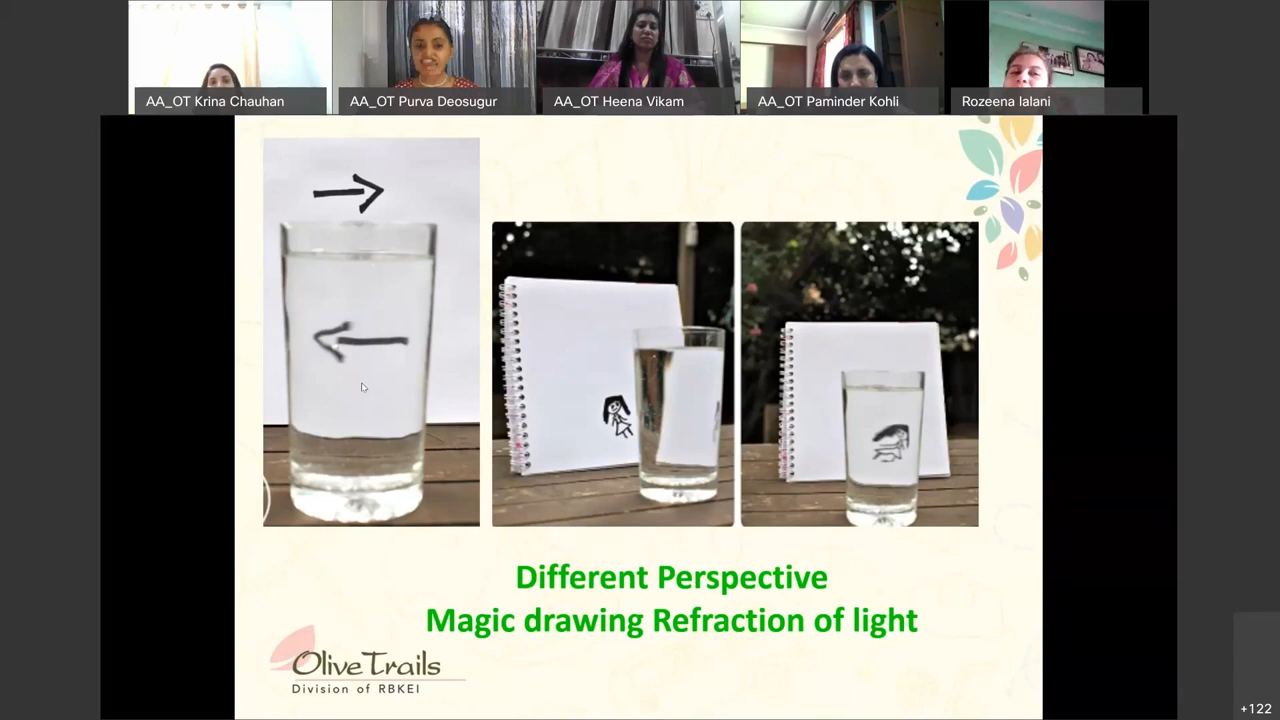 AA_OT Krina Chauhan
AA_OT Purva Deosugur
AA_OT Heena Vikam
AA_OT Paminder Kohli
Rozeena lalani
Different Perspective
Magic drawing Refraction of light
Olive Trails
Division of RBKEI
+122